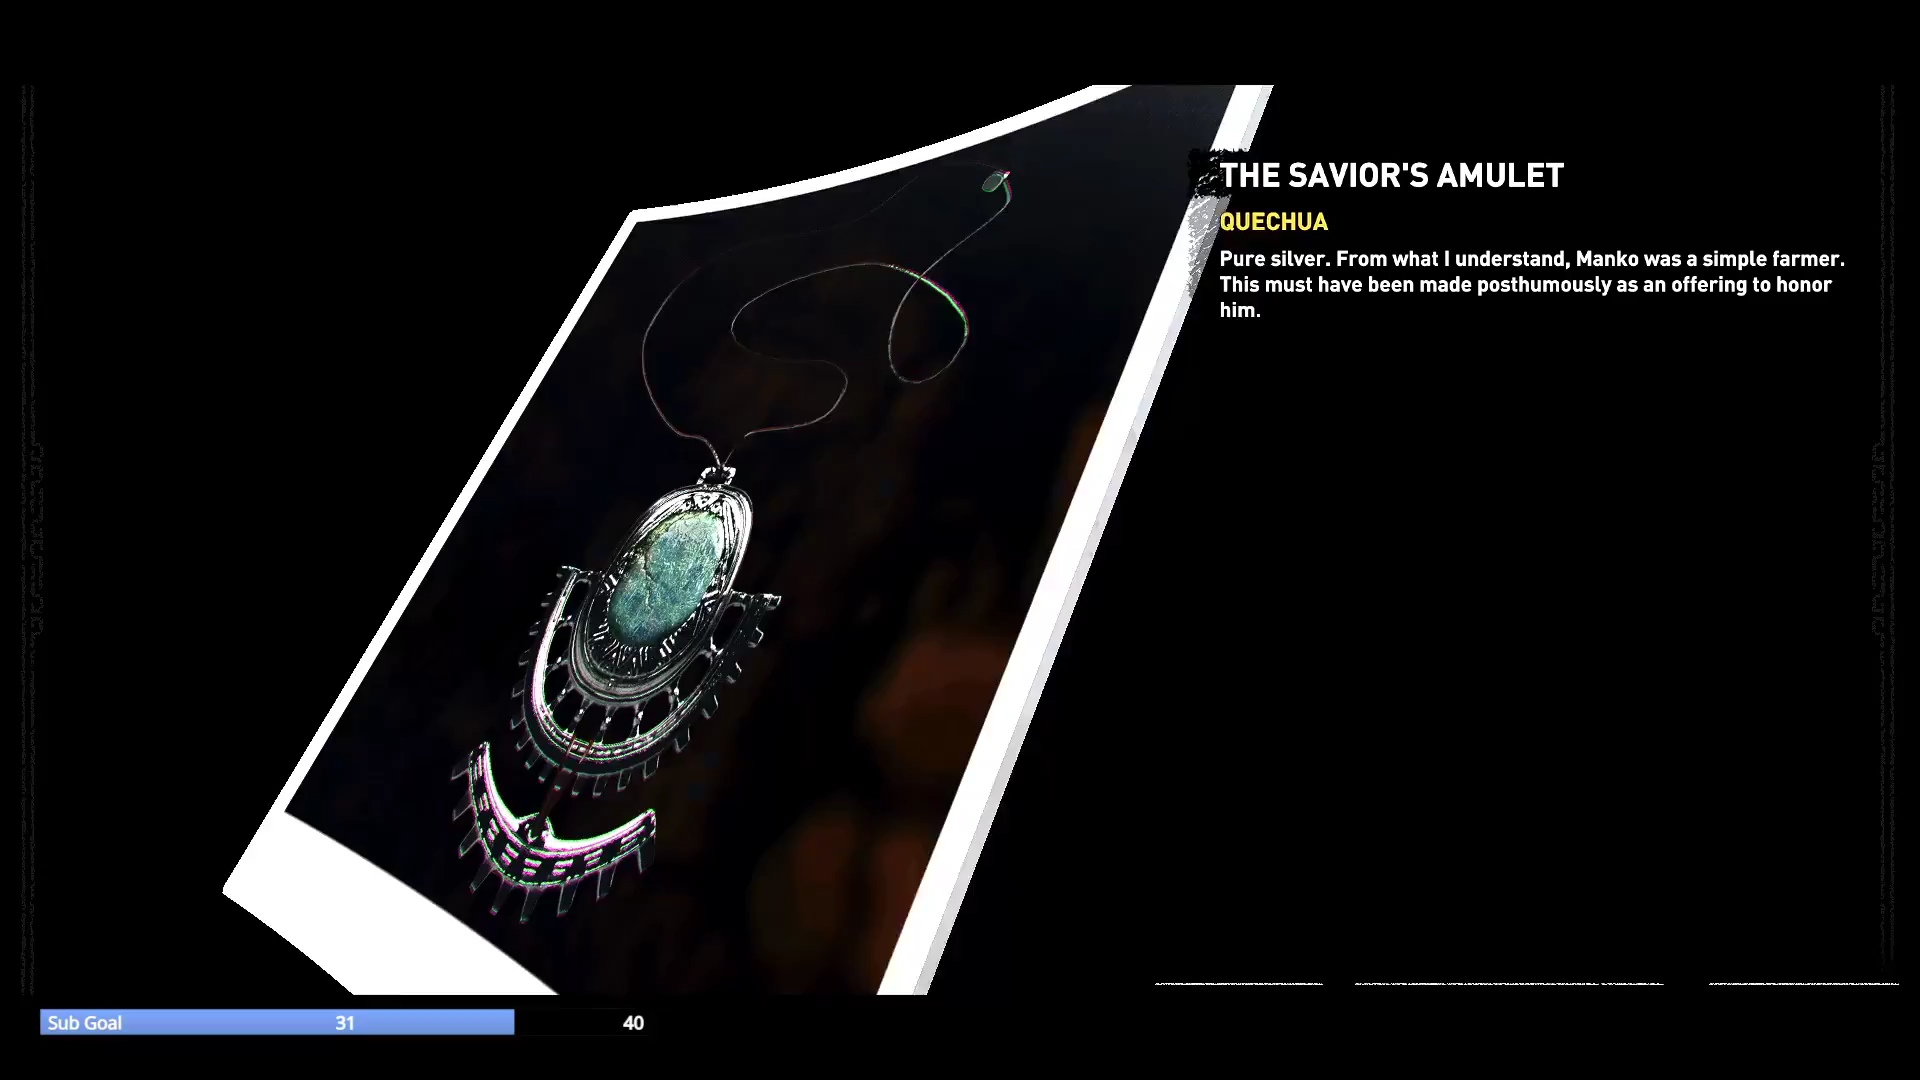 THE SAVIOR'S AMULET
QUECHUA
Pure silver. From what I understand, Manko was a simple farmer.
This must have been made posthumously as an offering to honor
him.
Sub Goal 31 40